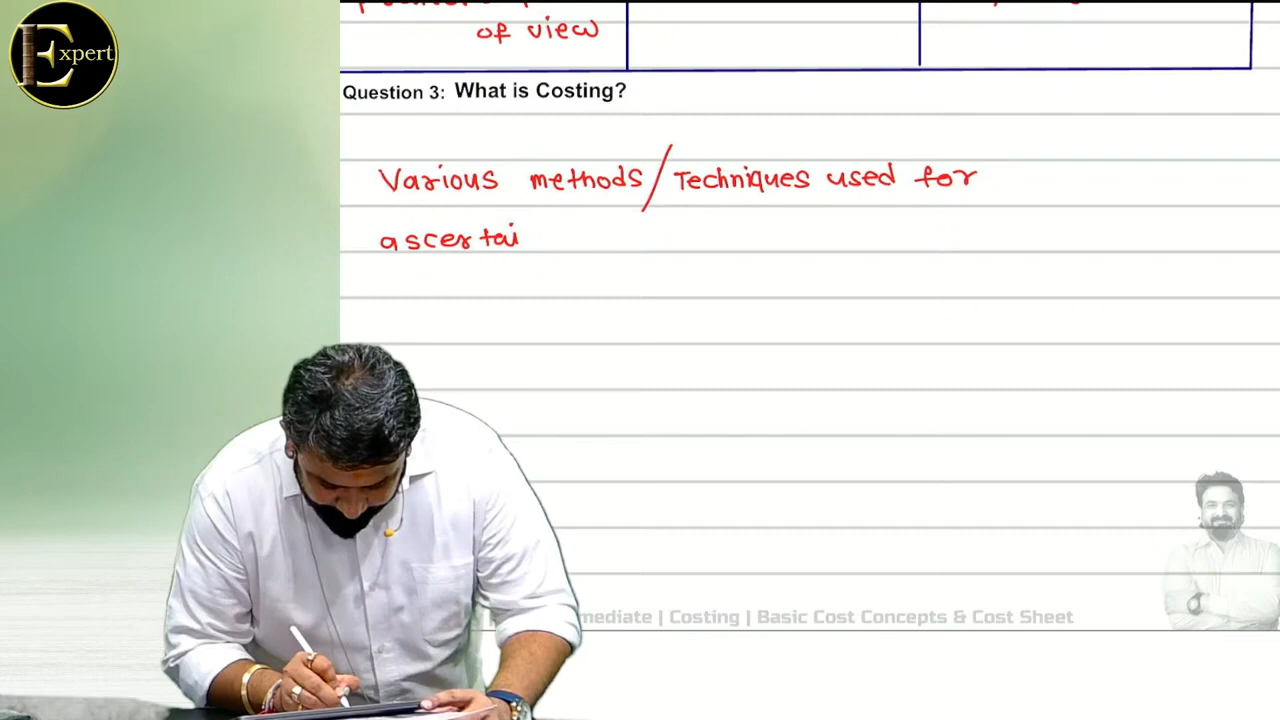 Expert
of view
Question 3: What is Costing?
Various methods / Techniques used for
ascertai
mediate | Costing | Basic Cost Concepts & Cost Sheet